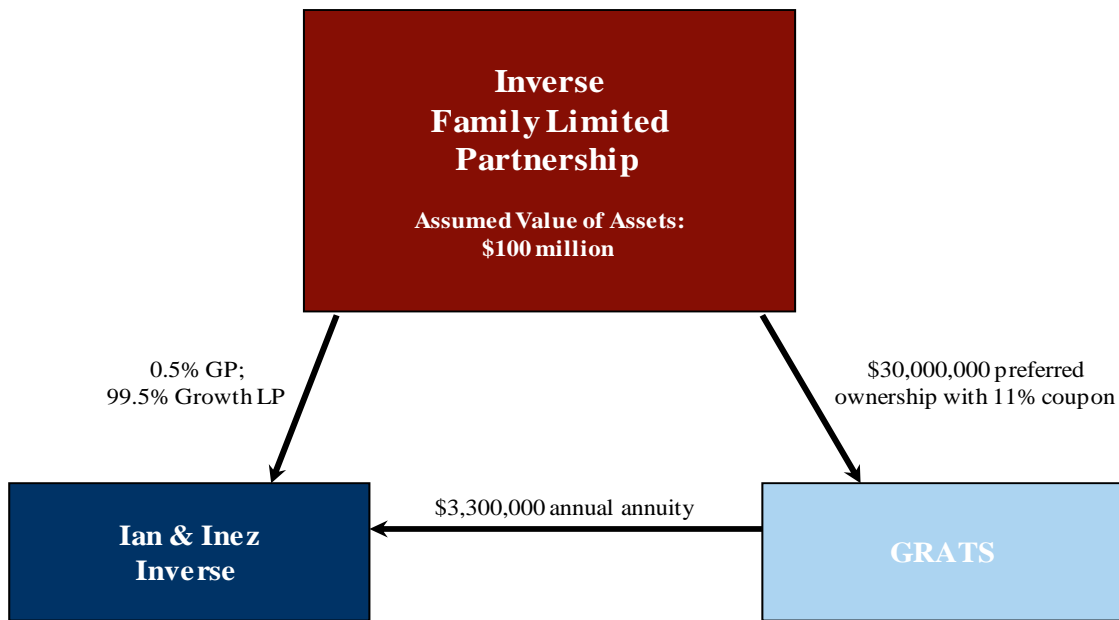 Inverse
Family Limited
Partnership
Assumed Value of Assets:
$100 million
0.5% GP;
99.5% Growth LP
$30,000,000 preferred
ownership with 11% coupon
$3,300,000 annual annuity
Ian & Inez
Inverse
GRATS